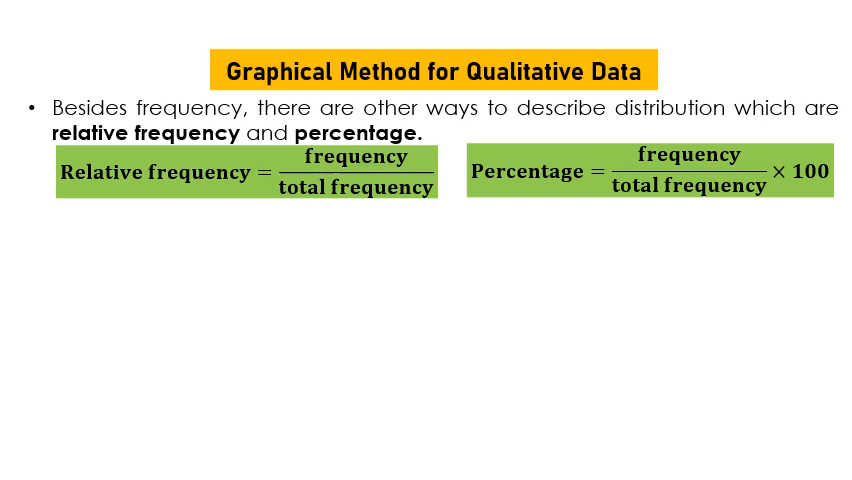 Graphical Method for Qualitative Data
• Besides frequency, there are other ways to describe distribution which are
relative frequency and percentage.
Relative frequency = frequency / total frequency
Percentage = frequency / total frequency × 100